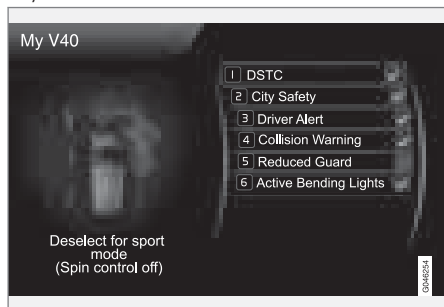 My V40
1 DSTC
2 City Safety
3 Driver Alert
4 Collision Warning
5 Reduced Guard
6 Active Bending Lights
Deselect for sport
mode
(Spin control off)
G046254